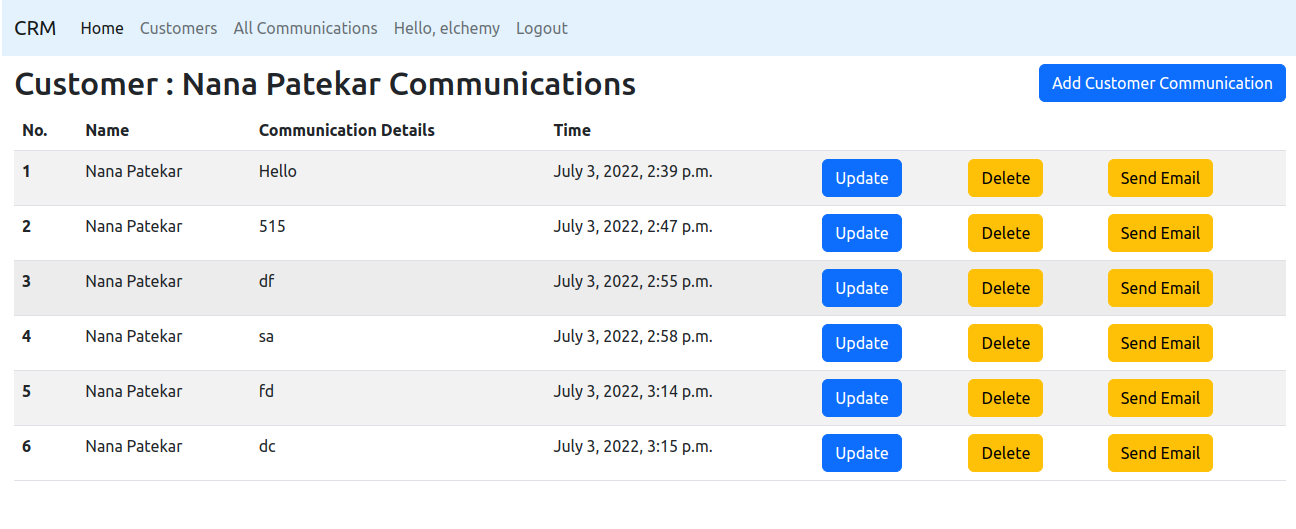 CRM Home Customers All Communications Hello, elchemy Logout
Customer : Nana Patekar Communications Add Customer Communication
No. Name Communication Details Time
1 Nana Patekar Hello July 3, 2022, 2:39 p.m. Update Delete Send Email
2 Nana Patekar 515 July 3, 2022, 2:47 p.m. Update Delete Send Email
3 Nana Patekar df July 3, 2022, 2:55 p.m. Update Delete Send Email
4 Nana Patekar sa July 3, 2022, 2:58 p.m. Update Delete Send Email
5 Nana Patekar fd July 3, 2022, 3:14 p.m. Update Delete Send Email
6 Nana Patekar dc July 3, 2022, 3:15 p.m. Update Delete Send Email